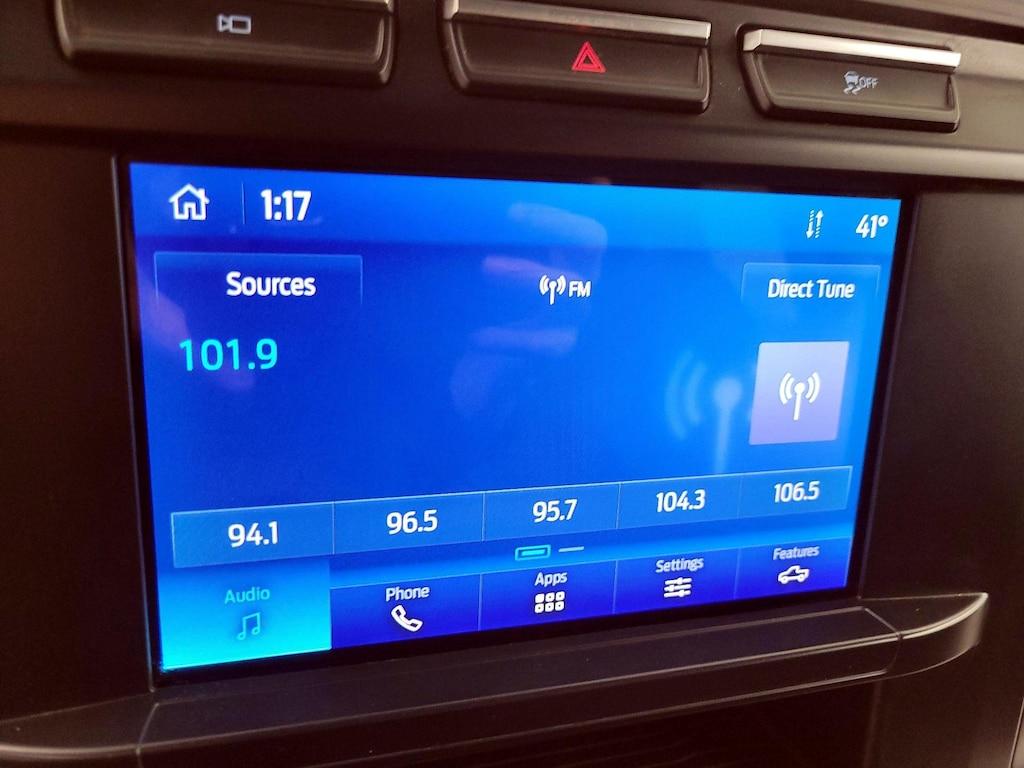 OFF
1:17
41°
Sources
FM
Direct Tune
101.9
94.1
96.5
95.7
104.3
106.5
Audio
Phone
Apps
Settings
Features